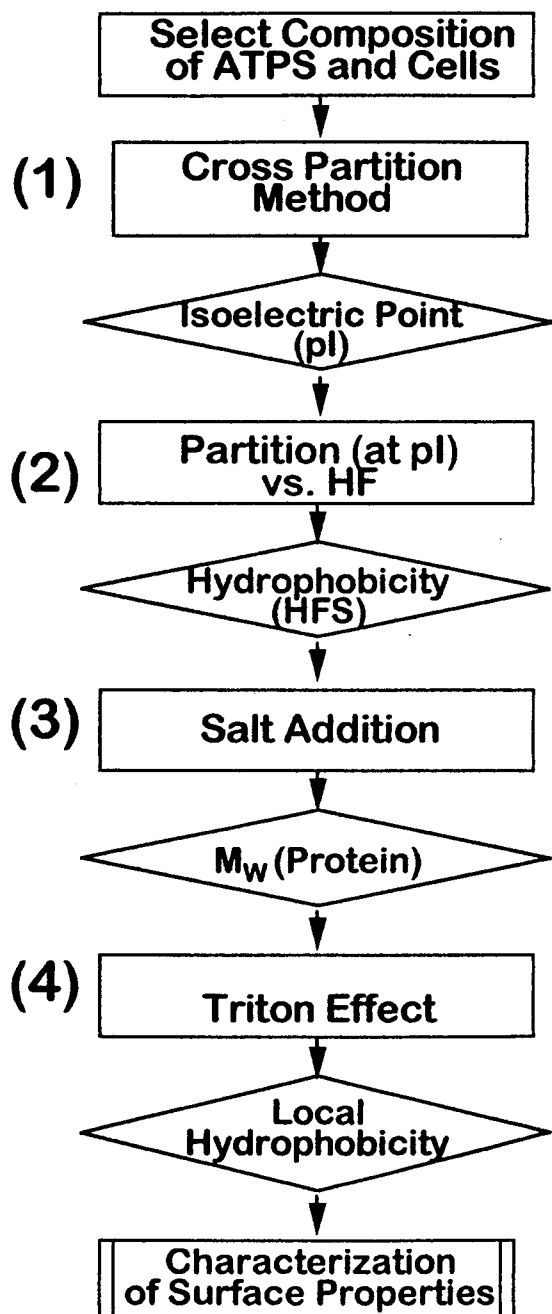 Select Composition
of ATPS and Cells
(1)
Cross Partition
Method
Isoelectric Point
(pI)
(2)
Partition (at pI)
vs. HF
Hydrophobicity
(HFS)
(3)
Salt Addition
MW (Protein)
(4)
Triton Effect
Local
Hydrophobicity
Characterization
of Surface Properties